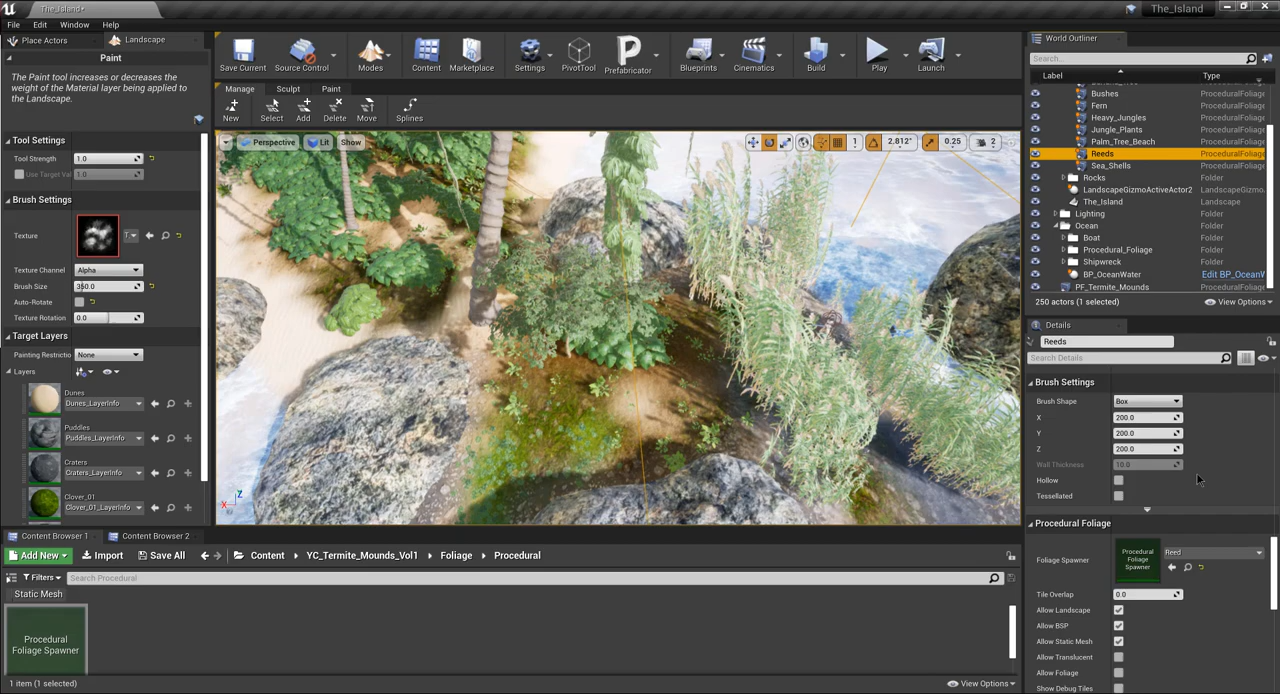 The_Island*
The_Island
File Edit Window Help
Place Actors
Landscape
Paint
The Paint tool increases or decreases the
weight of the Material layer being applied to
the Landscape.
Tool Settings
Tool Strength 1.0
Use Target Val 1.0
Brush Settings
Texture
T
Texture Channel Alpha
Brush Size 350.0
Auto-Rotate
Texture Rotation 0.0
Target Layers
Painting Restrictio None
Layers
Dunes
Dunes_LayerInfo
Puddles
Puddles_LayerInfo
Craters
Craters_LayerInfo
Clover_01
Clover_01_LayerInfo
Save Current
Source Control
Modes
Content
Marketplace
Settings
PivotTool
Prefabricator
Blueprints
Cinematics
Build
Play
Launch
Manage Sculpt Paint
New Select Add Delete Move Splines
Perspective Lit Show
1 2.812° 0.25 2
X Z
World Outliner
Search...
Label Type
Bushes ProceduralFoliage
Fern ProceduralFoliage
Heavy_Jungles ProceduralFoliage
Jungle_Plants ProceduralFoliage
Palm_Tree_Beach ProceduralFoliage
Reeds ProceduralFoliage
Sea_Shells ProceduralFoliage
Rocks Folder
LandscapeGizmoActiveActor2 LandscapeGizmo
The_Island Landscape
Lighting Folder
Ocean Folder
Boat Folder
Procedural_Foliage Folder
Shipwreck Folder
BP_OceanWater Edit BP_OceanW
PF_Termite_Mounds ProceduralFoliage
250 actors (1 selected)
View Options
Details
Reeds
Search Details
Brush Settings
Brush Shape Box
X 200.0
Y 200.0
Z 200.0
Wall Thickness 10.0
Hollow
Tessellated
Procedural Foliage
Foliage Spawner
Procedural
Foliage
Spawner
Reed
Tile Overlap 0.0
Allow Landscape
Allow BSP
Allow Static Mesh
Allow Translucent
Allow Foliage
Show Debug Tiles
Content Browser 1
Content Browser 2
Add New Import Save All
Content YC_Termite_Mounds_Vol1 Foliage Procedural
Filters Search Procedural
Static Mesh
Procedural
Foliage Spawner
1 item (1 selected)
View Options